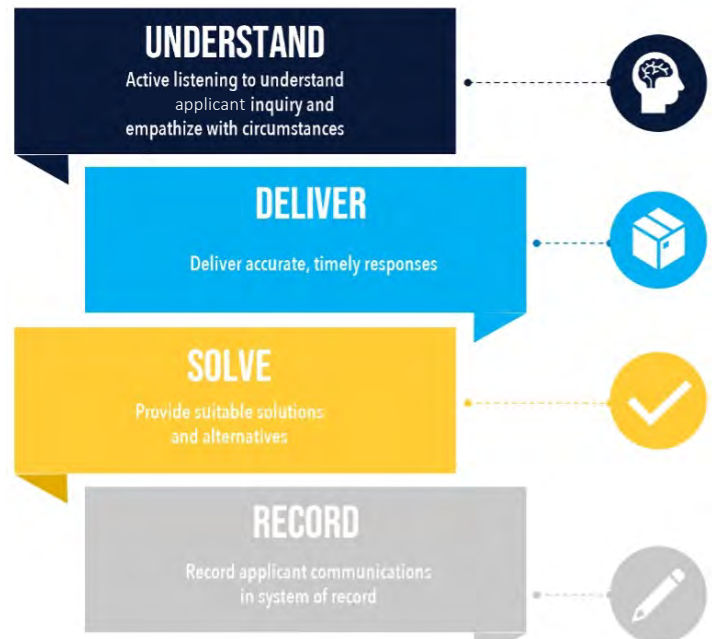 UNDERSTAND
Active listening to understand
applicant inquiry and
empathize with circumstances
DELIVER
Deliver accurate, timely responses
SOLVE
Provide suitable solutions
and alternatives
RECORD
Record applicant communications
in system of record